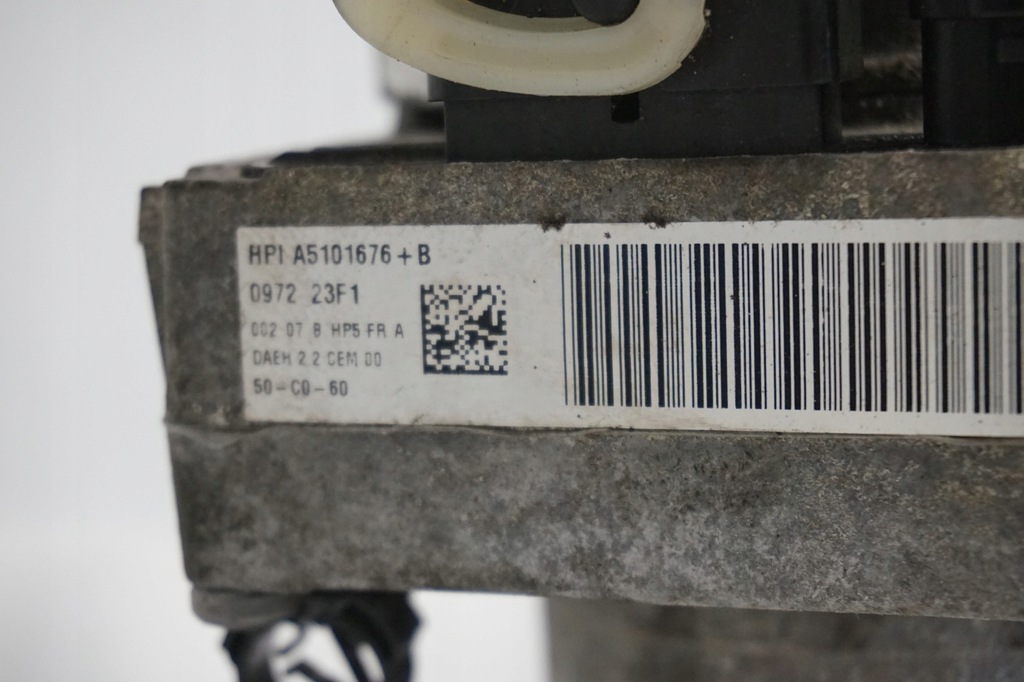 HPI A5101676+B
0972 23F1
002 07 B HP5 FR A
DAEH 2.2 CEM 00
50-C0-60